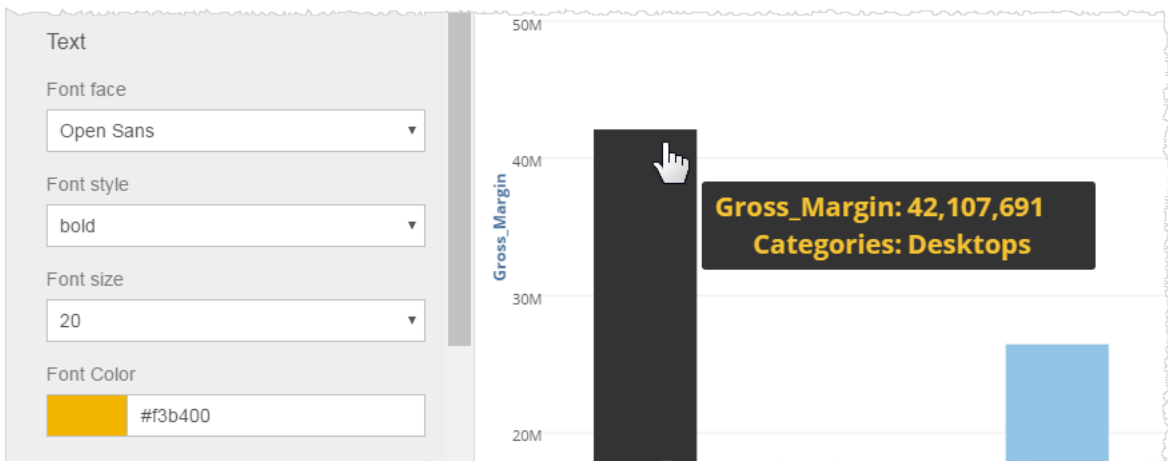 Text
Font face
Open Sans
Font style
bold
Font size
20
Font Color
#f3b400
50M
40M
30M
20M
Gross_Margin
Gross_Margin: 42,107,691
Categories: Desktops